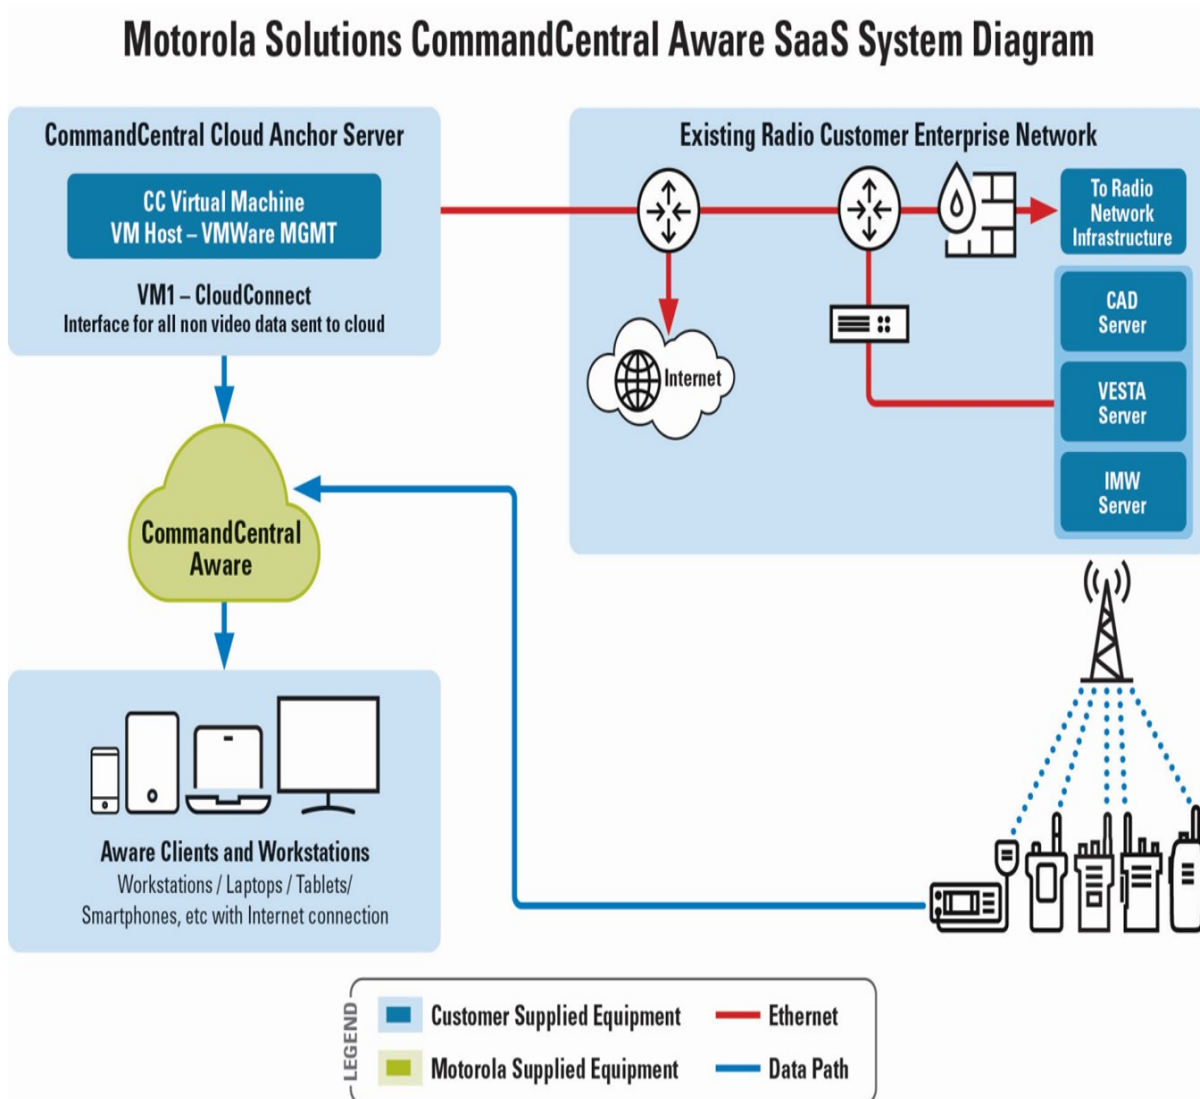 Motorola Solutions CommandCentral Aware SaaS System Diagram
CommandCentral Cloud Anchor Server
CC Virtual Machine
VM Host – VMWare MGMT
VM1 – CloudConnect
Interface for all non video data sent to cloud
Existing Radio Customer Enterprise Network
To Radio
Network
Infrastructure
CAD
Server
VESTA
Server
IMW
Server
Internet
CommandCentral
Aware
Aware Clients and Workstations
Workstations / Laptops / Tablets/
Smartphones, etc with Internet connection
LEGEND
Customer Supplied Equipment
Ethernet
Motorola Supplied Equipment
Data Path